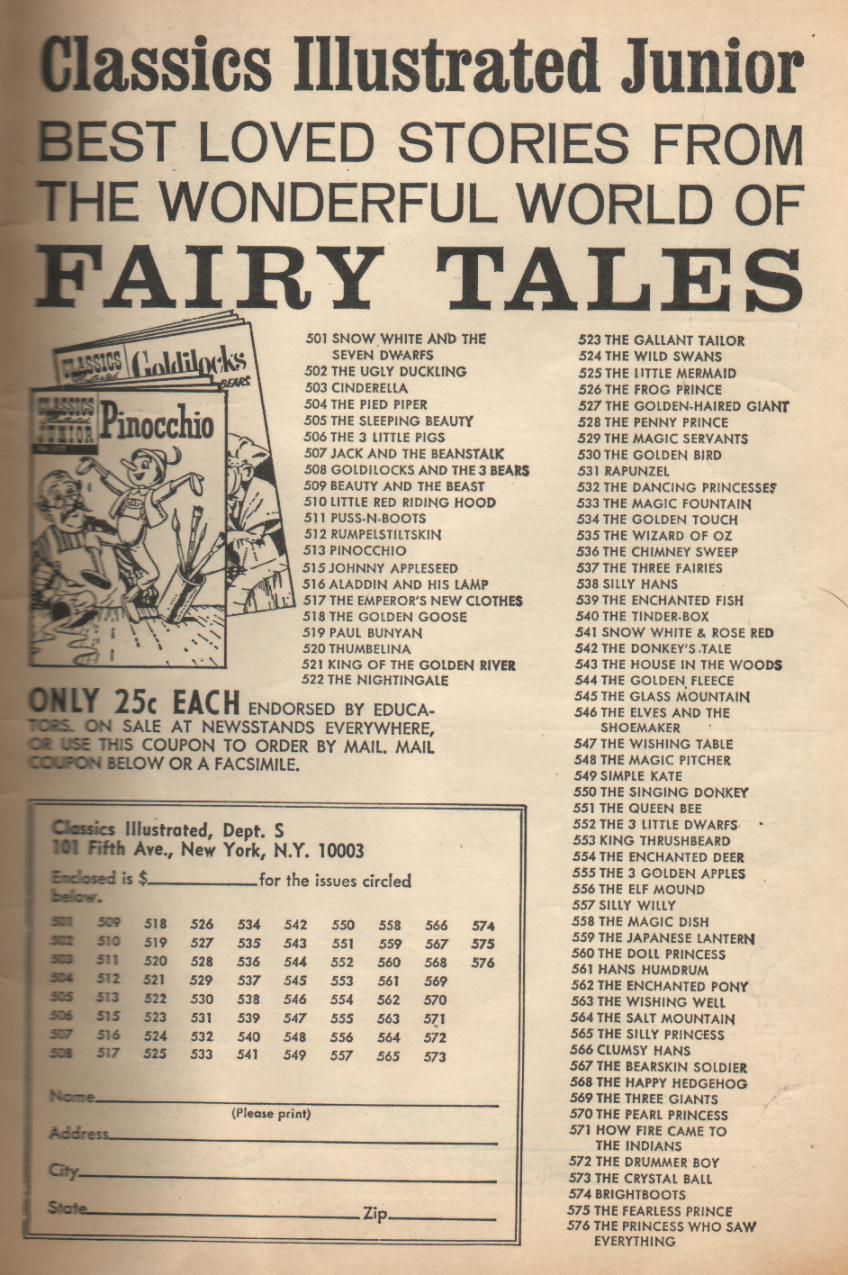 Classics Illustrated Junior
BEST LOVED STORIES FROM
THE WONDERFUL WORLD OF
FAIRY TALES
CLASSICS
Goldilocks
BEARS
CLASSICS
Illustrated
JUNIOR
Pinocchio
501 SNOW WHITE AND THE
SEVEN DWARFS
502 THE UGLY DUCKLING
503 CINDERELLA
504 THE PIED PIPER
505 THE SLEEPING BEAUTY
506 THE 3 LITTLE PIGS
507 JACK AND THE BEANSTALK
508 GOLDILOCKS AND THE 3 BEARS
509 BEAUTY AND THE BEAST
510 LITTLE RED RIDING HOOD
511 PUSS-N-BOOTS
512 RUMPELSTILTSKIN
513 PINOCCHIO
515 JOHNNY APPLESEED
516 ALADDIN AND HIS LAMP
517 THE EMPEROR'S NEW CLOTHES
518 THE GOLDEN GOOSE
519 PAUL BUNYAN
520 THUMBELINA
521 KING OF THE GOLDEN RIVER
522 THE NIGHTINGALE
523 THE GALLANT TAILOR
524 THE WILD SWANS
525 THE LITTLE MERMAID
526 THE FROG PRINCE
527 THE GOLDEN-HAIRED GIANT
528 THE PENNY PRINCE
529 THE MAGIC SERVANTS
530 THE GOLDEN BIRD
531 RAPUNZEL
532 THE DANCING PRINCESSES
533 THE MAGIC FOUNTAIN
534 THE GOLDEN TOUCH
535 THE WIZARD OF OZ
536 THE CHIMNEY SWEEP
537 THE THREE FAIRIES
538 SILLY HANS
539 THE ENCHANTED FISH
540 THE TINDER-BOX
541 SNOW WHITE & ROSE RED
542 THE DONKEY'S TALE
543 THE HOUSE IN THE WOODS
544 THE GOLDEN FLEECE
545 THE GLASS MOUNTAIN
546 THE ELVES AND THE
SHOEMAKER
547 THE WISHING TABLE
548 THE MAGIC PITCHER
549 SIMPLE KATE
550 THE SINGING DONKEY
551 THE QUEEN BEE
552 THE 3 LITTLE DWARFS
553 KING THRUSHBEARD
554 THE ENCHANTED DEER
555 THE 3 GOLDEN APPLES
556 THE ELF MOUND
557 SILLY WILLY
558 THE MAGIC DISH
559 THE JAPANESE LANTERN
560 THE DOLL PRINCESS
561 HANS HUMDRUM
562 THE ENCHANTED PONY
563 THE WISHING WELL
564 THE SALT MOUNTAIN
565 THE SILLY PRINCESS
566 CLUMSY HANS
567 THE BEARSKIN SOLDIER
568 THE HAPPY HEDGEHOG
569 THE THREE GIANTS
570 THE PEARL PRINCESS
571 HOW FIRE CAME TO
THE INDIANS
572 THE DRUMMER BOY
573 THE CRYSTAL BALL
574 BRIGHTBOOTS
575 THE FEARLESS PRINCE
576 THE PRINCESS WHO SAW
EVERYTHING
ONLY 25c EACH ENDORSED BY EDUCA-
TORS. ON SALE AT NEWSSTANDS EVERYWHERE,
OR USE THIS COUPON TO ORDER BY MAIL. MAIL
COUPON BELOW OR A FACSIMILE.
Classics Illustrated, Dept. S
101 Fifth Ave., New York, N.Y. 10003
Enclosed is $ for the issues circled
below.
501 509 518 526 534 542 550 558 566 574
502 510 519 527 535 543 551 559 567 575
503 511 520 528 536 544 552 560 568 576
504 512 521 529 537 545 553 561 569
505 513 522 530 538 546 554 562 570
506 515 523 531 539 547 555 563 571
507 516 524 532 540 548 556 564 572
508 517 525 533 541 549 557 565 573
Name
(Please print)
Address
City
State Zip